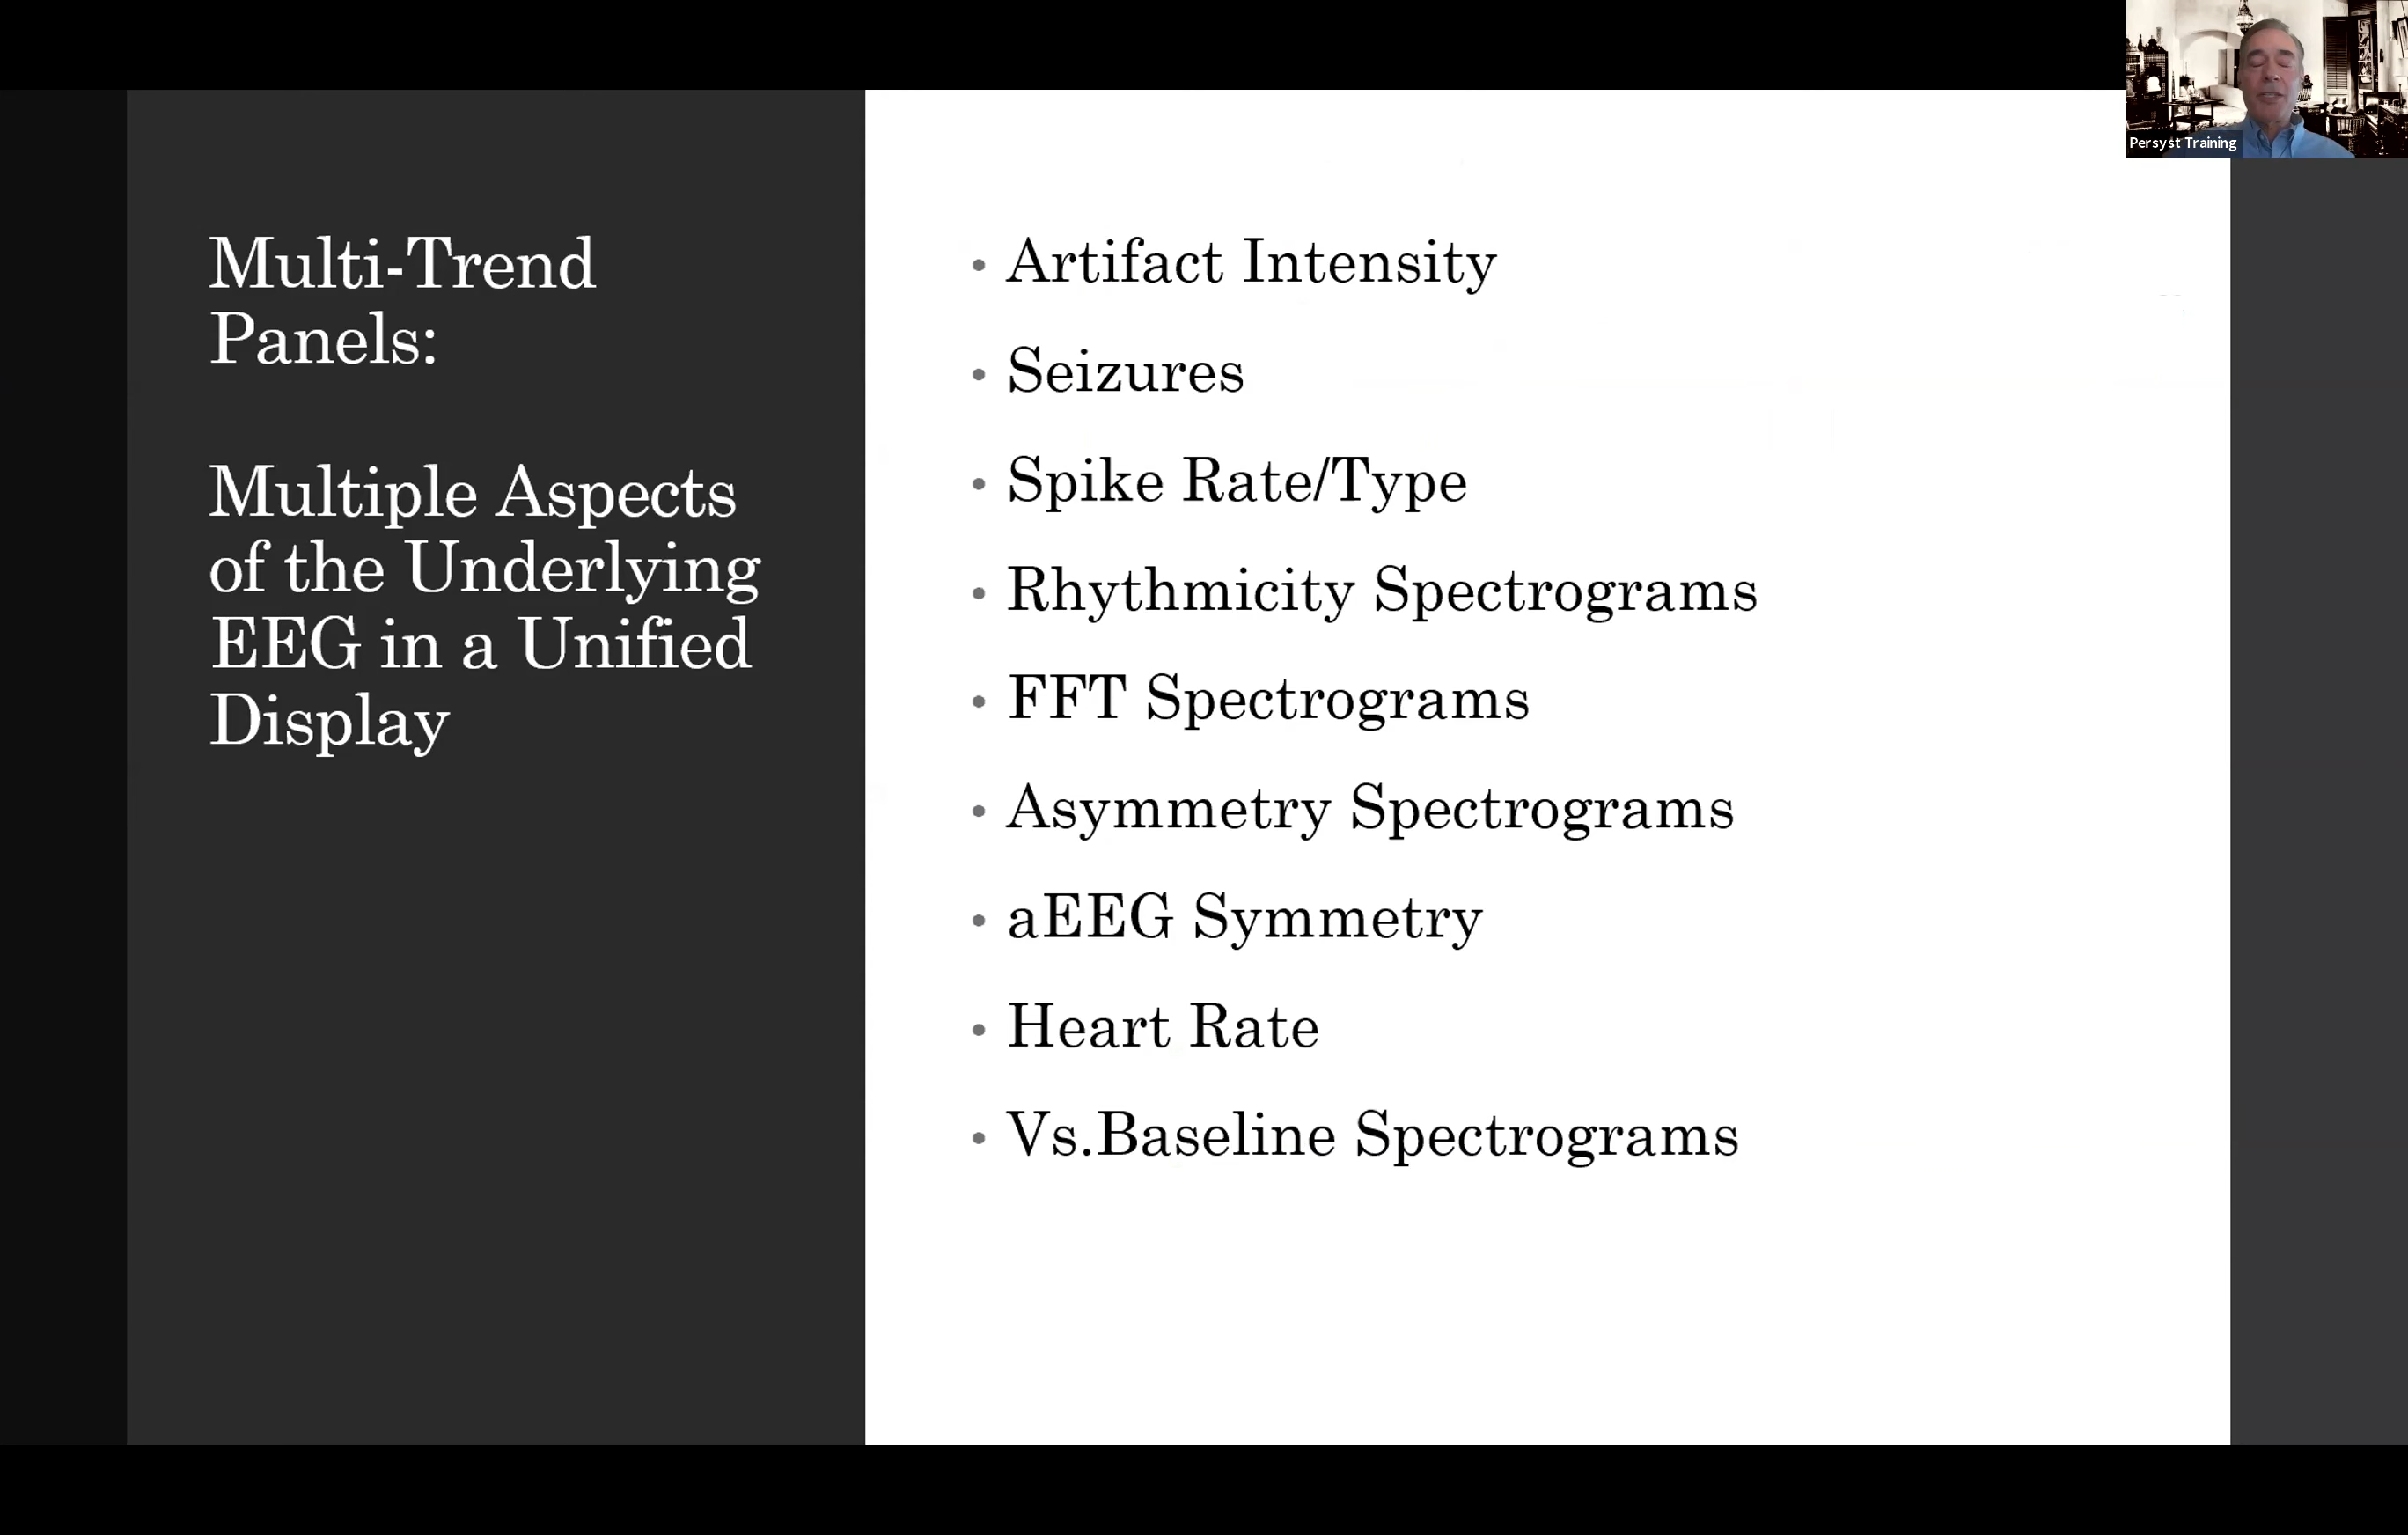 Multi-Trend
Panels:
Multiple Aspects
of the Underlying
EEG in a Unified
Display
• Artifact Intensity
• Seizures
• Spike Rate/Type
• Rhythmicity Spectrograms
• FFT Spectrograms
• Asymmetry Spectrograms
• aEEG Symmetry
• Heart Rate
• Vs.Baseline Spectrograms
Persyst Training